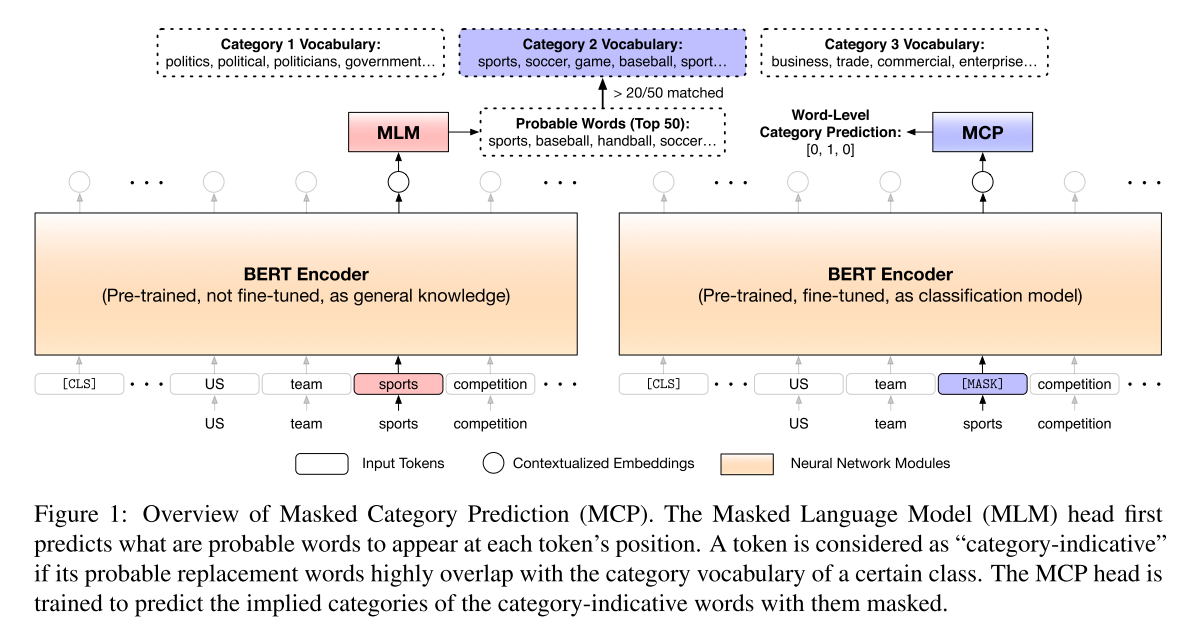 Category 1 Vocabulary:
politics, political, politicians, government…
Category 2 Vocabulary:
sports, soccer, game, baseball, sport…
Category 3 Vocabulary:
business, trade, commercial, enterprise…
> 20/50 matched
MLM
Probable Words (Top 50):
sports, baseball, handball, soccer…
Word-Level
Category Prediction:
[0, 1, 0]
MCP
BERT Encoder
(Pre-trained, not fine-tuned, as general knowledge)
BERT Encoder
(Pre-trained, fine-tuned, as classification model)
[CLS] US team sports competition
US team sports competition
[CLS] US team [MASK] competition
US team sports competition
Input Tokens
Contextualized Embeddings
Neural Network Modules
Figure 1: Overview of Masked Category Prediction (MCP). The Masked Language Model (MLM) head first
predicts what are probable words to appear at each token’s position. A token is considered as “category-indicative”
if its probable replacement words highly overlap with the category vocabulary of a certain class. The MCP head is
trained to predict the implied categories of the category-indicative words with them masked.